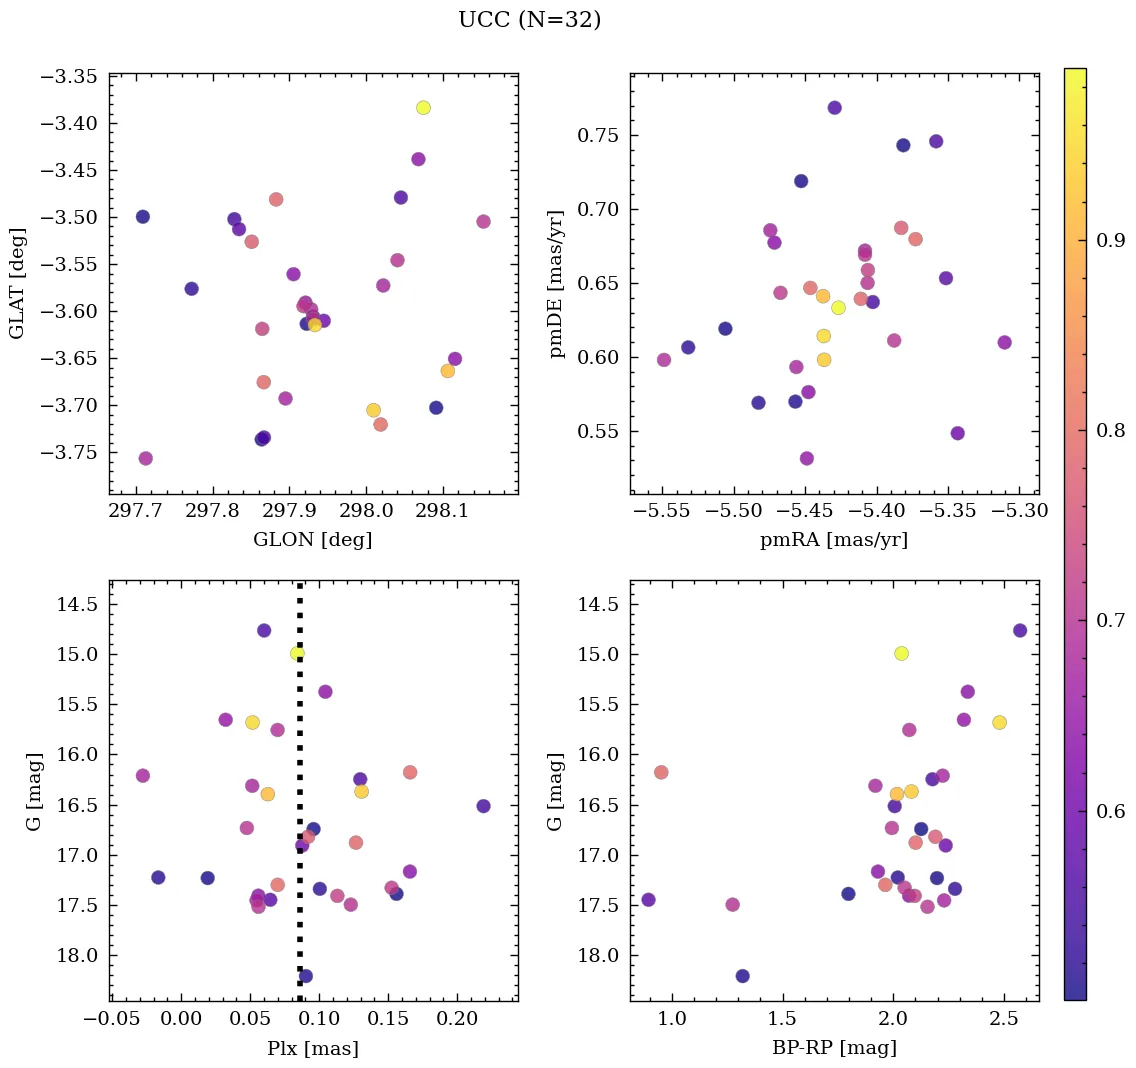 UCC (N=32)
−3.35
−3.40
−3.45
−3.50
−3.55
−3.60
−3.65
−3.70
−3.75
GLAT [deg]
297.7 297.8 297.9 298.0 298.1
GLON [deg]
0.75
0.70
0.65
0.60
0.55
pmDE [mas/yr]
−5.55 −5.50 −5.45 −5.40 −5.35 −5.30
pmRA [mas/yr]
0.9
0.8
0.7
0.6
14.5
15.0
15.5
16.0
16.5
17.0
17.5
18.0
G [mag]
−0.05 0.00 0.05 0.10 0.15 0.20
Plx [mas]
14.5
15.0
15.5
16.0
16.5
17.0
17.5
18.0
G [mag]
1.0 1.5 2.0 2.5
BP-RP [mag]